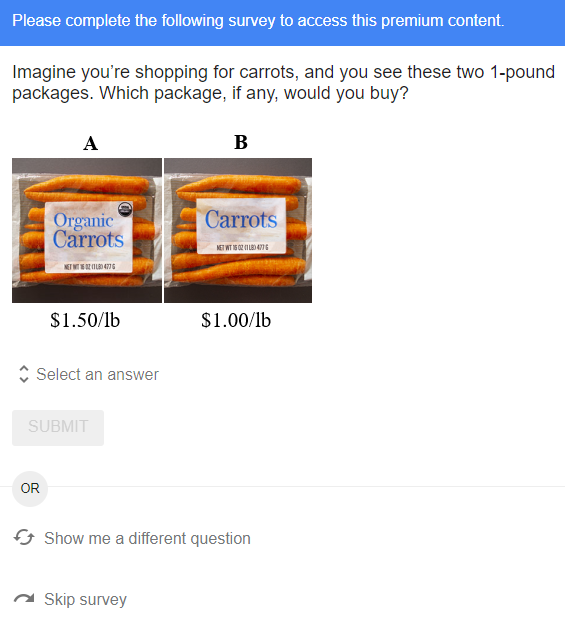 Please complete the following survey to access this premium content.
Imagine you’re shopping for carrots, and you see these two 1-pound
packages. Which package, if any, would you buy?
A B
Organic
Carrots
NET WT 16 OZ (1 LB) 477 G
Carrots
NET WT 16 OZ (1 LB) 477 G
$1.50/lb $1.00/lb
Select an answer
SUBMIT
OR
Show me a different question
Skip survey